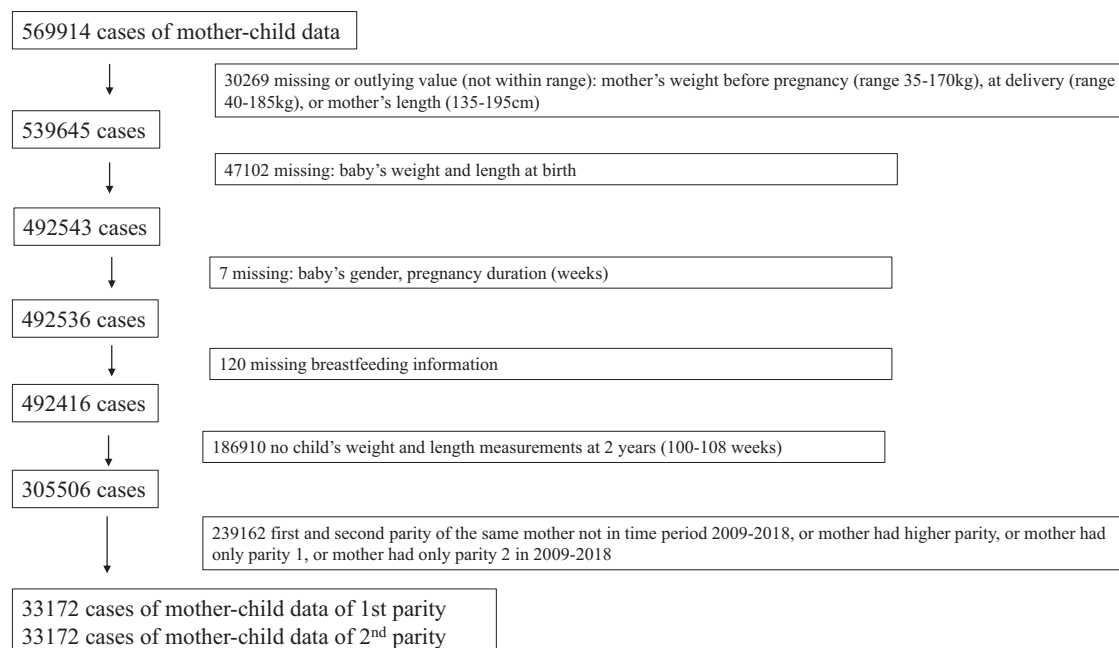 569914 cases of mother-child data
30269 missing or outlying value (not within range): mother’s weight before pregnancy (range 35-170kg), at delivery (range
40-185kg), or mother’s length (135-195cm)
539645 cases
47102 missing: baby’s weight and length at birth
492543 cases
7 missing: baby’s gender, pregnancy duration (weeks)
492536 cases
120 missing breastfeeding information
492416 cases
186910 no child’s weight and length measurements at 2 years (100-108 weeks)
305506 cases
239162 first and second parity of the same mother not in time period 2009-2018, or mother had higher parity, or mother had
only parity 1, or mother had only parity 2 in 2009-2018
33172 cases of mother-child data of 1st parity
33172 cases of mother-child data of 2nd parity